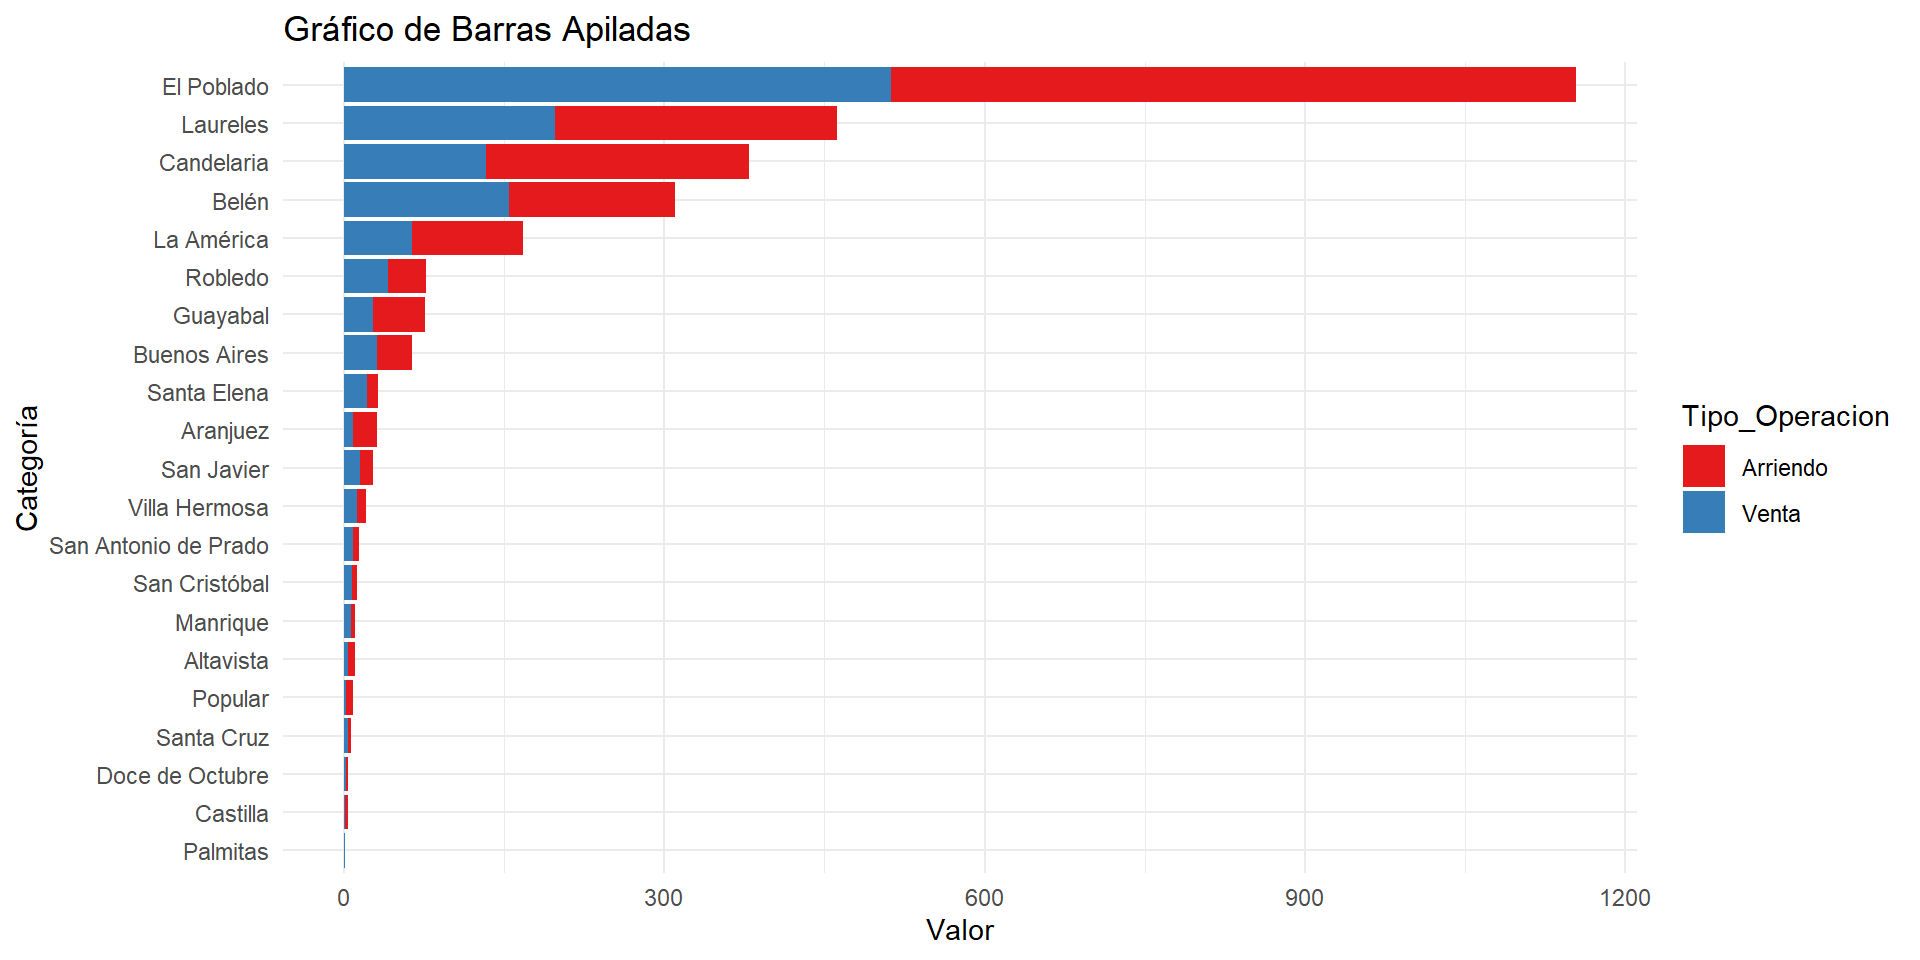 Gráfico de Barras Apiladas
Categoría
El Poblado
Laureles
Candelaria
Belén
La América
Robledo
Guayabal
Buenos Aires
Santa Elena
Aranjuez
San Javier
Villa Hermosa
San Antonio de Prado
San Cristóbal
Manrique
Altavista
Popular
Santa Cruz
Doce de Octubre
Castilla
Palmitas
0 300 600 900 1200
Valor
Tipo_Operacion
Arriendo
Venta